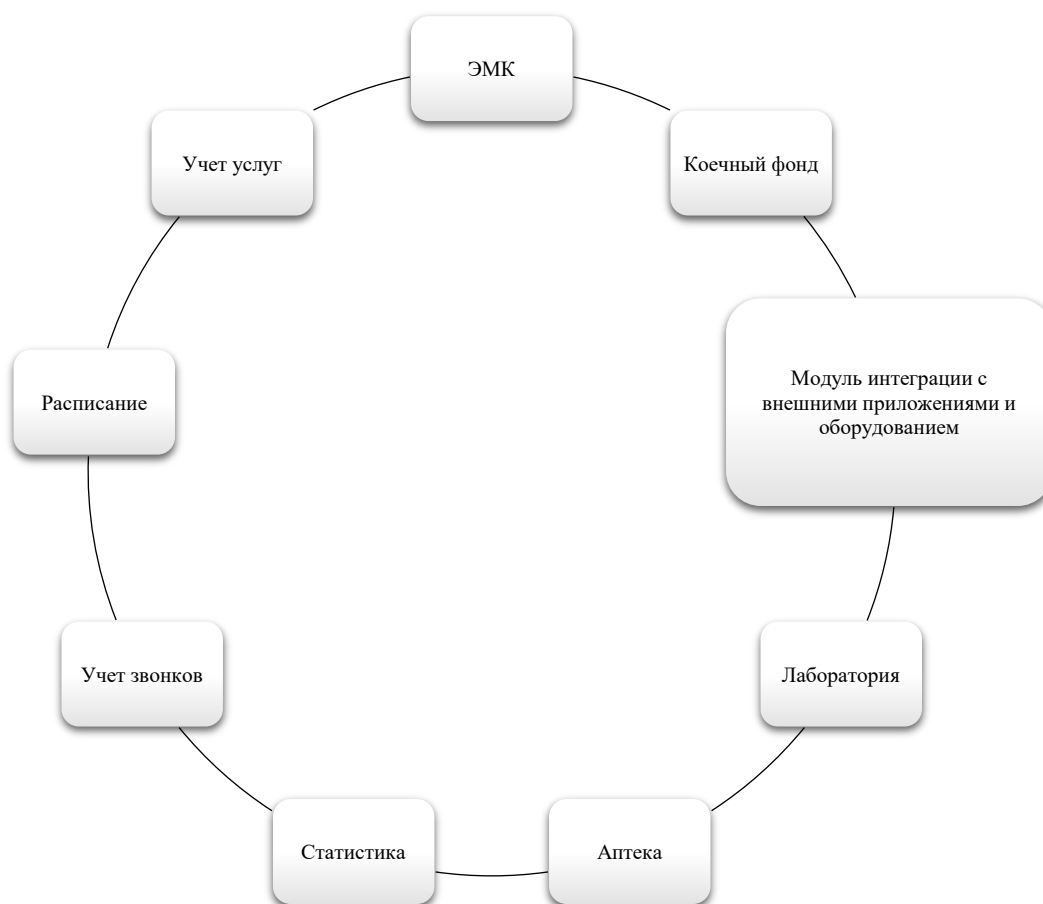 ЭМК
Учет услуг
Коечный фонд
Модуль интеграции с
внешними приложениями и
оборудованием
Расписание
Учет звонков
Лаборатория
Статистика
Аптека